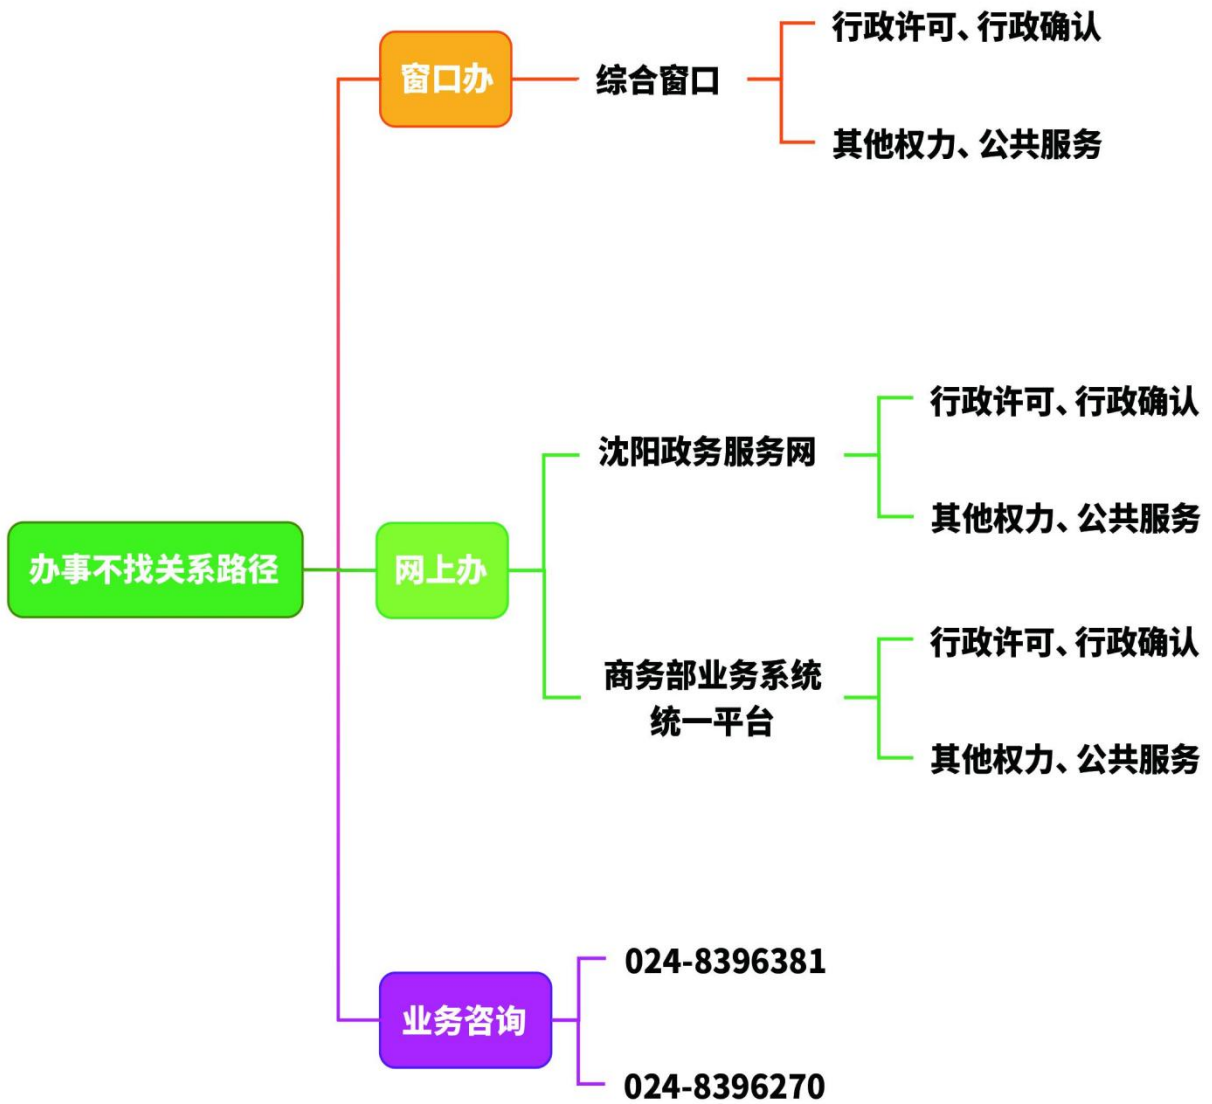 办事不找关系路径
窗口办
综合窗口
行政许可、行政确认
其他权力、公共服务
网上办
沈阳政务服务网
行政许可、行政确认
其他权力、公共服务
商务部业务系统
统一平台
行政许可、行政确认
其他权力、公共服务
业务咨询
024-8396381
024-8396270